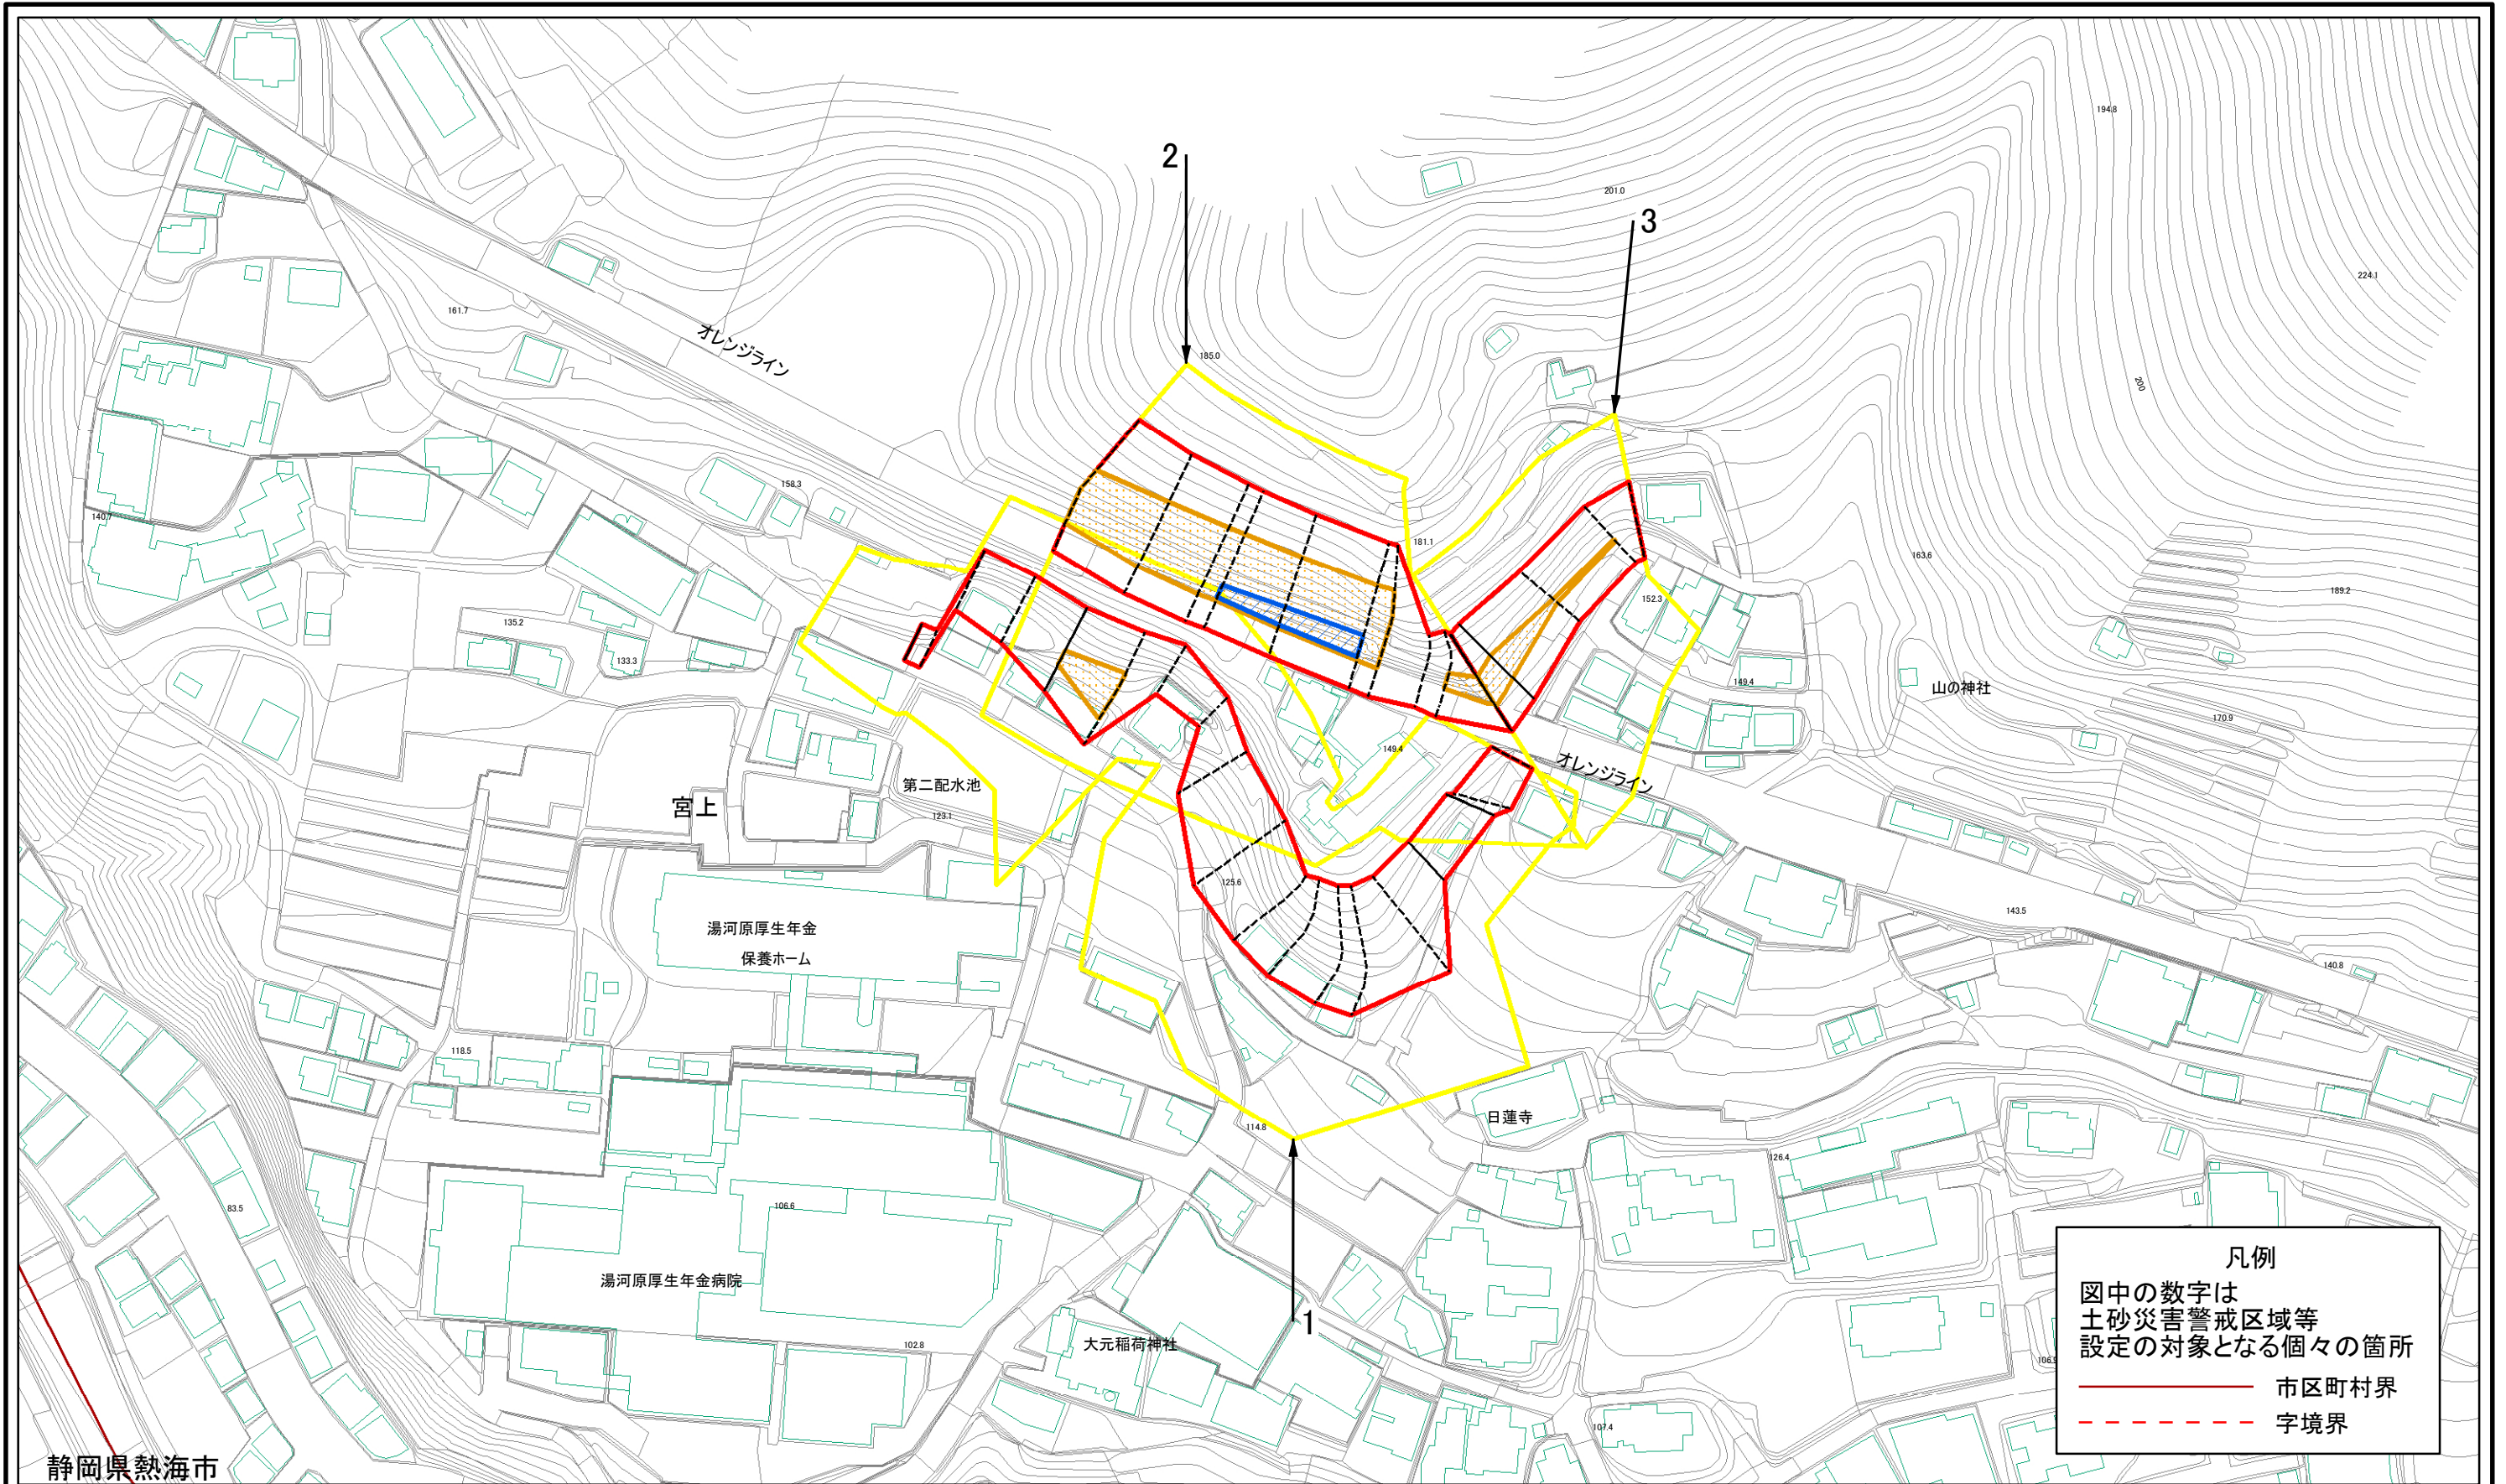 194.8
2
201.0
3
224.1
161.7
オレンジライン
185.0
200
158.3
181.1
163.6
140.7
189.2
152.3
135.2
133.3
149.4
山の神社
170.9
149.4
オレンジライン
第二配水池
宮上
123.1
125.6
143.5
湯河原厚生年金
保養ホーム
140.8
118.5
114.8
日蓮寺
126.4
83.5
106.6
湯河原厚生年金病院
1
大元稲荷神社
102.8
107.4
静岡県熱海市
凡例
図中の数字は
土砂災害警戒区域等
設定の対象となる個々の箇所
市区町村界
字境界